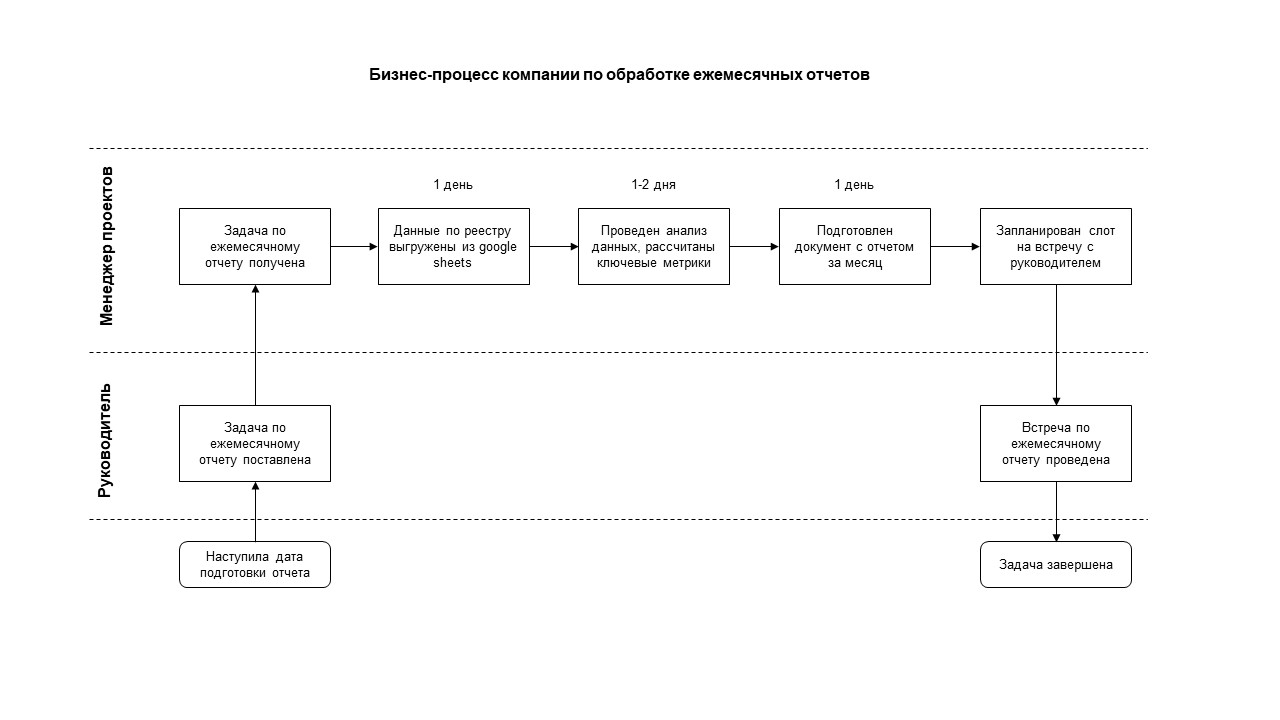 Бизнес-процесс компании по обработке ежемесячных отчетов
Менеджер проектов
1 день
1-2 дня
1 день
Задача по
ежемесячному
отчету получена
Данные по реестру
выгружены из google
sheets
Проведен анализ
данных, рассчитаны
ключевые метрики
Подготовлен
документ с отчетом
за месяц
Запланирован слот
на встречу с
руководителем
Руководитель
Задача по
ежемесячному
отчету поставлена
Встреча по
ежемесячному
отчету проведена
Наступила дата
подготовки отчета
Задача завершена